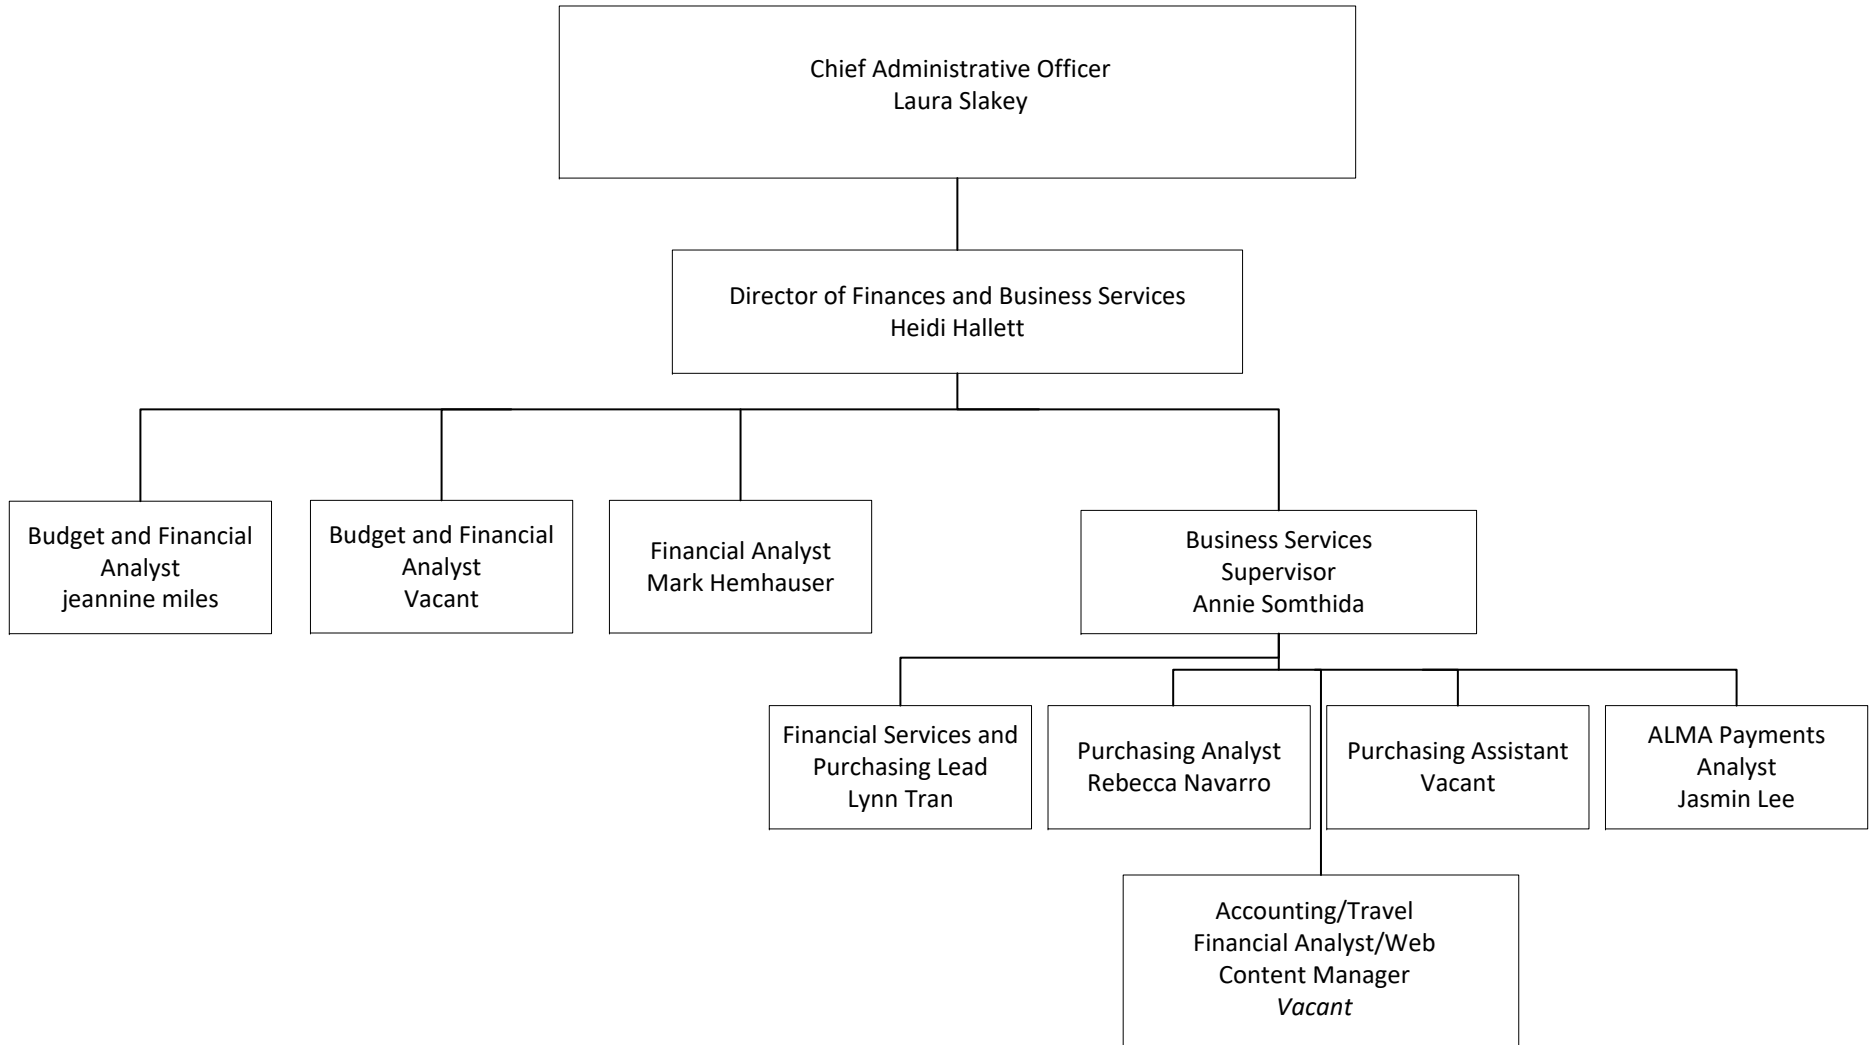 Chief Administrative Officer
Laura Slakey
Director of Finances and Business Services
Heidi Hallett
Budget and Financial
Analyst
jeannine miles
Budget and Financial
Analyst
Vacant
Financial Analyst
Mark Hemhauser
Business Services
Supervisor
Annie Somthida
Financial Services and
Purchasing Lead
Lynn Tran
Purchasing Analyst
Rebecca Navarro
Purchasing Assistant
Vacant
ALMA Payments
Analyst
Jasmin Lee
Accounting/Travel
Financial Analyst/Web
Content Manager
Vacant